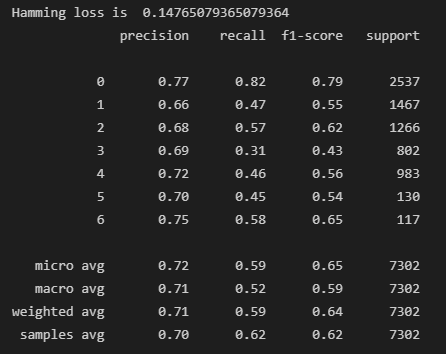 Hamming loss is 0.14765079365079364
precision recall f1-score support
0 0.77 0.82 0.79 2537
1 0.66 0.47 0.55 1467
2 0.68 0.57 0.62 1266
3 0.69 0.31 0.43 802
4 0.72 0.46 0.56 983
5 0.70 0.45 0.54 130
6 0.75 0.58 0.65 117
micro avg 0.72 0.59 0.65 7302
macro avg 0.71 0.52 0.59 7302
weighted avg 0.71 0.59 0.64 7302
samples avg 0.70 0.62 0.62 7302